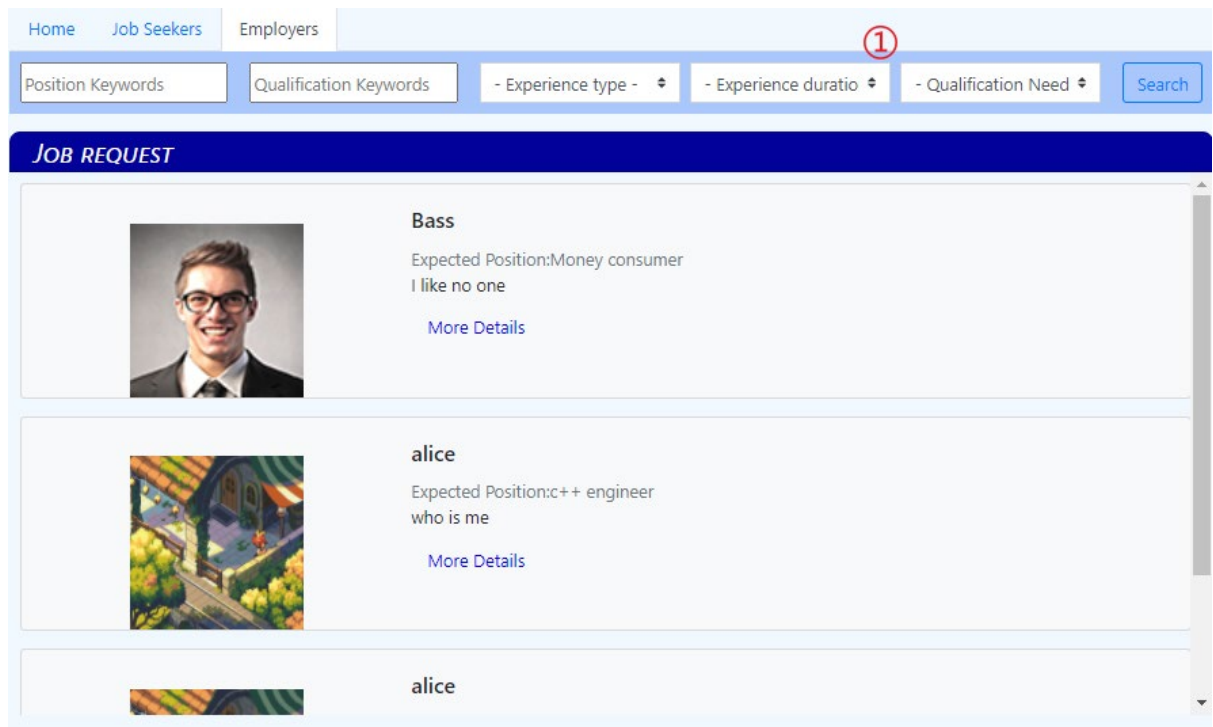 Home Job Seekers Employers
①
Position Keywords Qualification Keywords - Experience type - - Experience duratio - Qualification Need Search
JOB REQUEST
Bass
Expected Position:Money consumer
I like no one
More Details
alice
Expected Position:c++ engineer
who is me
More Details
alice